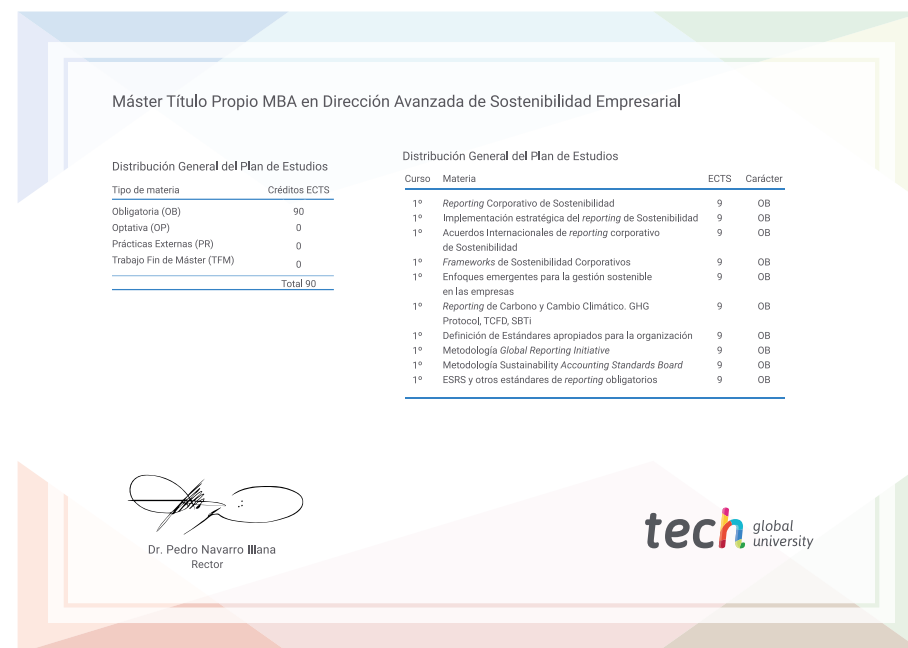 Máster Título Propio MBA en Dirección Avanzada de Sostenibilidad Empresarial
Distribución General del Plan de Estudios
Tipo de materia Créditos ECTS
Obligatoria (OB) 90
Optativa (OP) 0
Prácticas Externas (PR) 0
Trabajo Fin de Máster (TFM) 0
Total 90
Distribución General del Plan de Estudios
Curso Materia ECTS Carácter
1º Reporting Corporativo de Sostenibilidad 9 OB
1º Implementación estratégica del reporting de Sostenibilidad 9 OB
1º Acuerdos Internacionales de reporting corporativo 9 OB
de Sostenibilidad
1º Frameworks de Sostenibilidad Corporativos 9 OB
1º Enfoques emergentes para la gestión sostenible 9 OB
en las empresas
1º Reporting de Carbono y Cambio Climático. GHG 9 OB
Protocol, TCFD, SBTi
1º Definición de Estándares apropiados para la organización 9 OB
1º Metodología Global Reporting Initiative 9 OB
1º Metodología Sustainability Accounting Standards Board 9 OB
1º ESRS y otros estándares de reporting obligatorios 9 OB
Dr. Pedro Navarro Illana
Rector
tech global
university